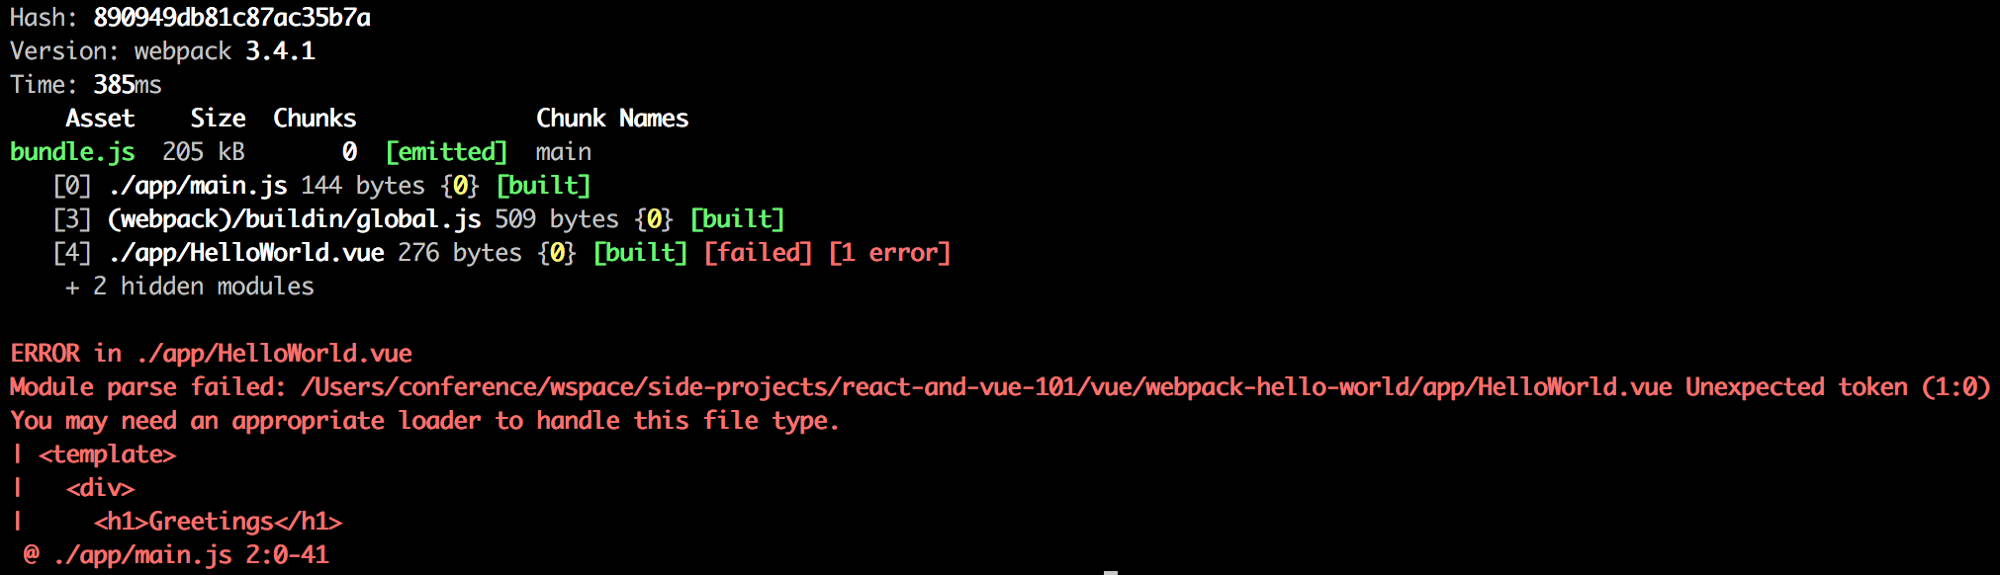 Hash: 890949db81c87ac35b7a
Version: webpack 3.4.1
Time: 385ms
    Asset    Size  Chunks             Chunk Names
bundle.js  205 kB       0  [emitted]  main
   [0] ./app/main.js 144 bytes {0} [built]
   [3] (webpack)/buildin/global.js 509 bytes {0} [built]
   [4] ./app/HelloWorld.vue 276 bytes {0} [built] [failed] [1 error]
    + 2 hidden modules

ERROR in ./app/HelloWorld.vue
Module parse failed: /Users/conference/wspace/side-projects/react-and-vue-101/vue/webpack-hello-world/app/HelloWorld.vue Unexpected token (1:0)
You may need an appropriate loader to handle this file type.
| <template>
|   <div>
|     <h1>Greetings</h1>
 @ ./app/main.js 2:0-41